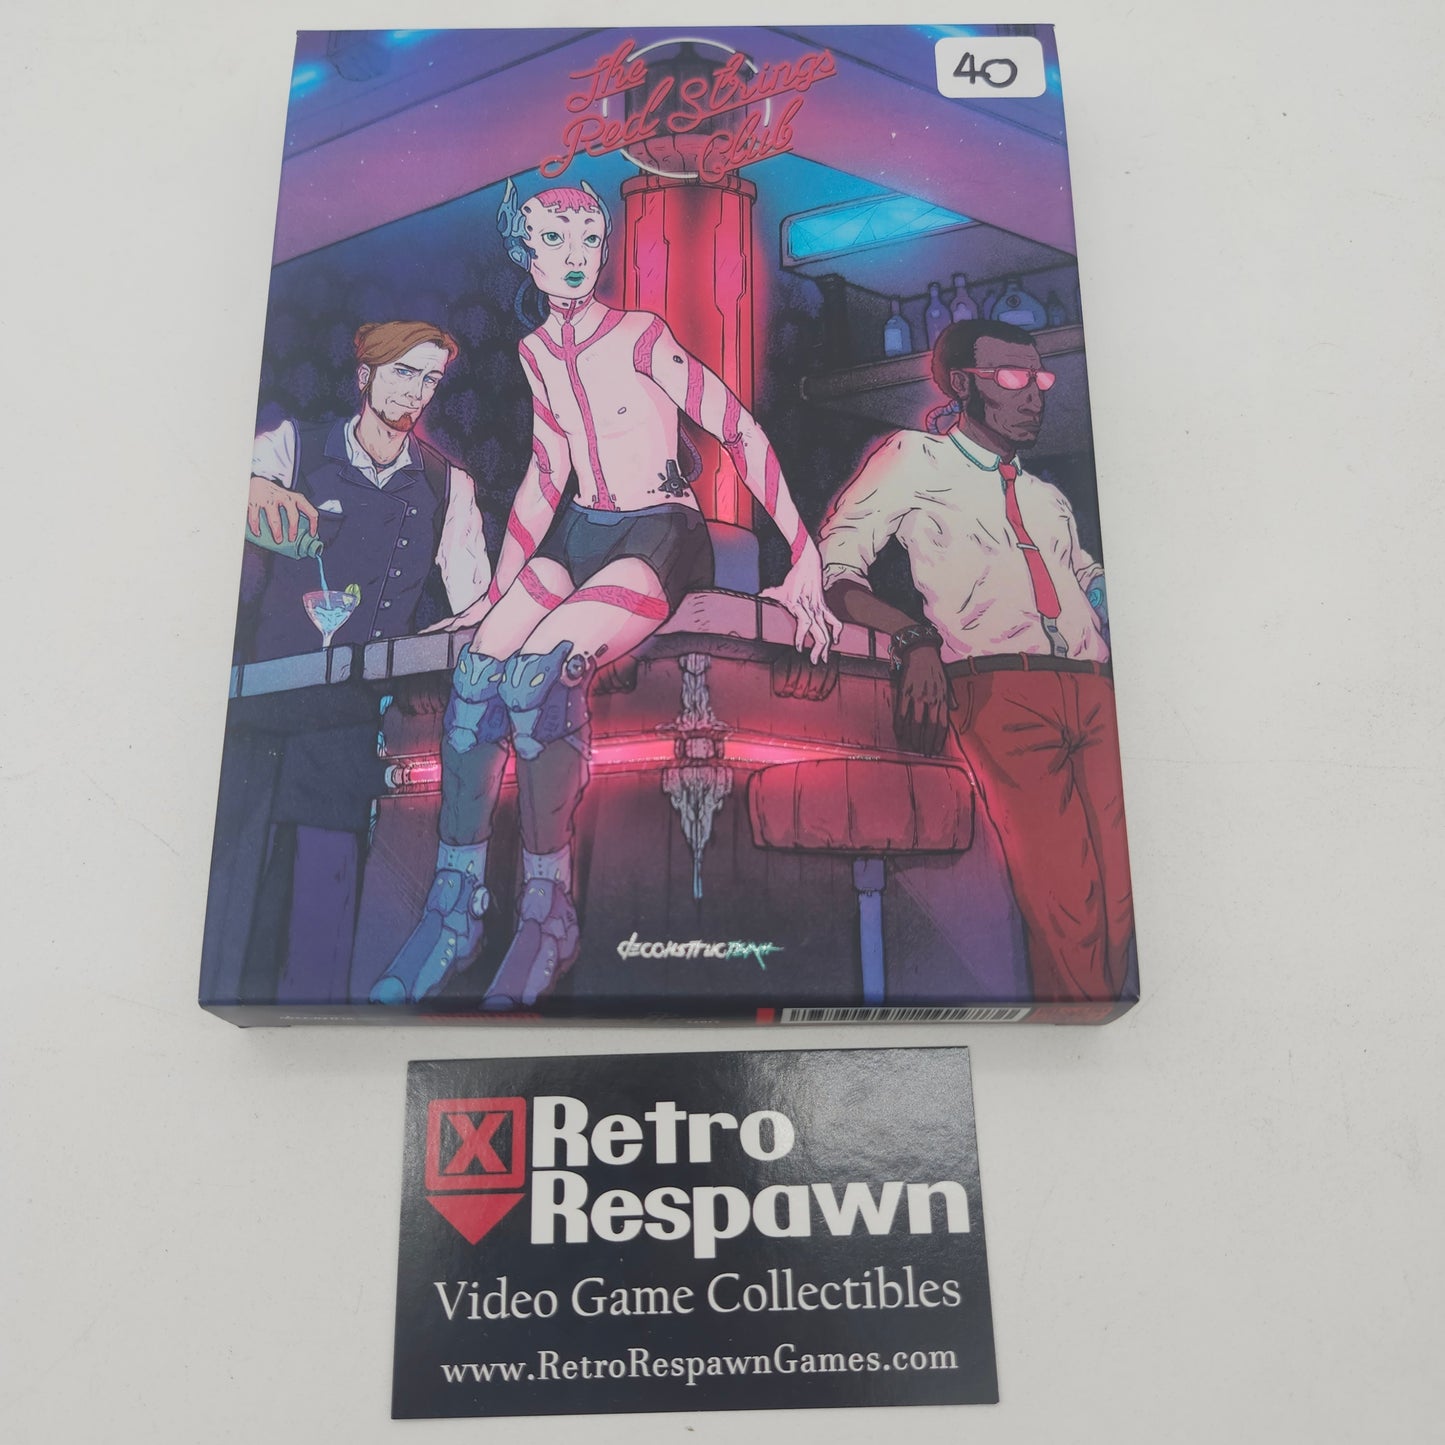 The
Red Strings
Club
40
deconstructeam
X
Retro
Respawn
Video Game Collectibles
www.RetroRespawnGames.com